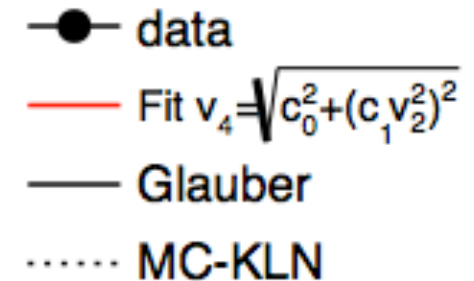 data
Fit v₄=√c₀²+(c₁v₂²)²
Glauber
MC-KLN